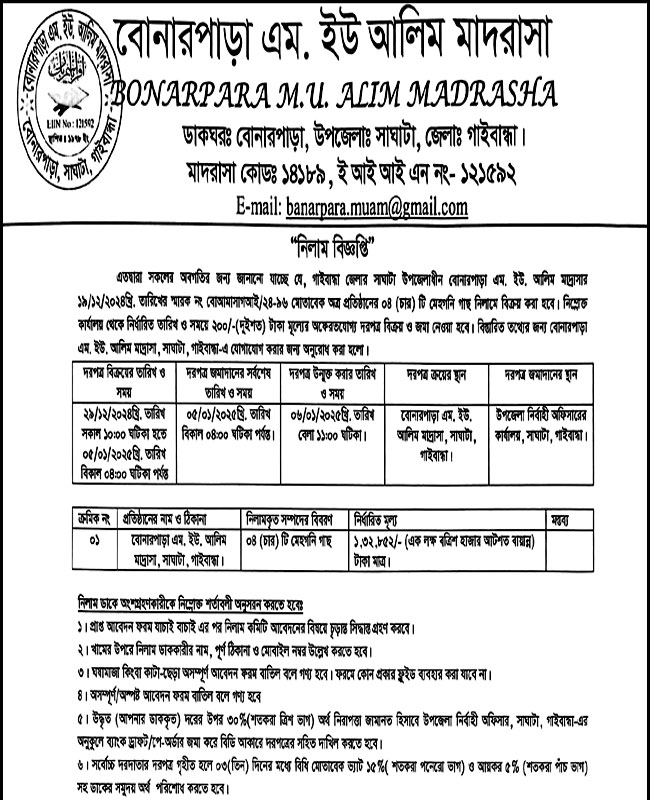 বোনারপাড়া এম. ইউ আলিম মাদরাসা
BONARPARA M.U. ALIM MADRASHA
ডাকঘরঃ বোনারপাড়া, উপজেলাঃ সাঘাটা, জেলাঃ গাইবান্ধা।
মাদরাসা কোডঃ ১৪১৮৯, ই আই আই এন নং- ১২১৫৯২
E-mail: banarpara.muam@gmail.com
বোনারপাড়া এম. ইউ. আলিম মাদরাসা
EIIN No : 121592
বোনারপাড়া, সাঘাটা, গাইবান্ধা
“নিলাম বিজ্ঞপ্তি”
এতদ্বারা সকলের অবগতির জন্য জানানো যাচ্ছে যে, গাইবান্ধা জেলার সাঘাটা উপজেলাধীন বোনারপাড়া এম. ইউ. আলিম মাদ্রাসার
১৯/১২/২০২৪খ্রি. তারিখের স্মারক নং বোআমাসাগআই/২৪-৯৬ মোতাবেক অত্র প্রতিষ্ঠানের ০৪ (চার) টি মেহগনি গাছ নিলামে বিক্রয় করা হবে। নিম্নোক্ত
কার্যালয় থেকে নির্ধারিত তারিখ ও সময়ে ২০০/-(দুইশত) টাকা মূল্যের অফেরতযোগ্য দরপত্র বিক্রয় ও জমা নেওয়া হবে। বিস্তারিত তথ্যের জন্য বোনারপাড়া
এম. ইউ. আলিম মাদ্রাসা, সাঘাটা, গাইবান্ধা-এ যোগাযোগ করার জন্য অনুরোধ করা হলো।
দরপত্র বিক্রয়ের তারিখ ও সময়
দরপত্র জমাদানের সর্বশেষ তারিখ ও সময়
দরপত্র উন্মুক্ত করার তারিখ ও সময়
দরপত্র ক্রয়ের স্থান
দরপত্র জমাদানের স্থান
২৯/১২/২০২৪খ্রি. তারিখ
সকাল ১০:০০ ঘটিকা হতে
০৫/০১/২০২৫খ্রি. তারিখ
বিকাল ০৪:০০ ঘটিকা পর্যন্ত
০৫/০১/২০২৫খ্রি. তারিখ
বিকাল ০৪:০০ ঘটিকা পর্যন্ত।
০৬/০১/২০২৫খ্রি. তারিখ
বেলা ১১:০০ ঘটিকা।
বোনারপাড়া এম. ইউ.
আলিম মাদ্রাসা, সাঘাটা,
গাইবান্ধা।
উপজেলা নির্বাহী অফিসারের
কার্যালয়, সাঘাটা, গাইবান্ধা।
ক্রমিক নং প্রতিষ্ঠানের নাম ও ঠিকানা নিলামকৃত সম্পদের বিবরণ নির্ধারিত মূল্য মন্তব্য
০১
বোনারপাড়া এম. ইউ. আলিম
মাদ্রাসা, সাঘাটা, গাইবান্ধা।
০৪ (চার) টি মেহগনি গাছ
১,৩২,৮৫২/- (এক লক্ষ বত্রিশ হাজার আটশত বায়ান্ন)
টাকা মাত্র।
নিলাম ডাকে অংশগ্রহণকারীকে নিম্নোক্ত শর্তাবলী অনুসরন করতে হবেঃ
১। প্রাপ্ত আবেদন ফরম যাচাই বাচাই এর পর নিলাম কমিটি আবেদনের বিষয়ে চূড়ান্ত সিদ্ধান্ত গ্রহণ করবে।
২। খামের উপরে নিলাম ডাককারীর নাম, পূর্ণ ঠিকানা ও মোবাইল নম্বর উল্লেখ করতে হবে।
৩। ঘষামাজা কিংবা কাটা-ছেড়া অসম্পূর্ণ আবেদন ফরম বাতিল বলে গণ্য হবে। ফরমে কোন প্রকার ফ্লুইড ব্যবহার করা যাবে না।
৪। অসম্পূর্ণ/অস্পষ্ট আবেদন ফরম বাতিল বলে গণ্য হবে
৫। উদ্ধৃত (আপনার ডাককৃত) দরের উপর ৩০%(শতকরা ত্রিশ ভাগ) অর্থ নিরাপত্তা জামানত হিসাবে উপজেলা নির্বাহী অফিসার, সাঘাটা, গাইবান্ধা-এর
অনুকুলে ব্যাংক ড্রাফট/পে-অর্ডার জমা করে বিডি আকারে দরপত্রের সহিত দাখিল করতে হবে।
৬। সর্বোচ্চ দরদাতার দরপত্র গৃহীত হলে ০৩(তিন) দিনের মধ্যে বিধি মোতাবেক ভ্যাট ১৫%( শতকরা পনেরো ভাগ) ও আয়কর ৫% (শতকরা পাঁচ ভাগ)
সহ ডাকের সমুদয় অর্থ পরিশোধ করতে হবে।